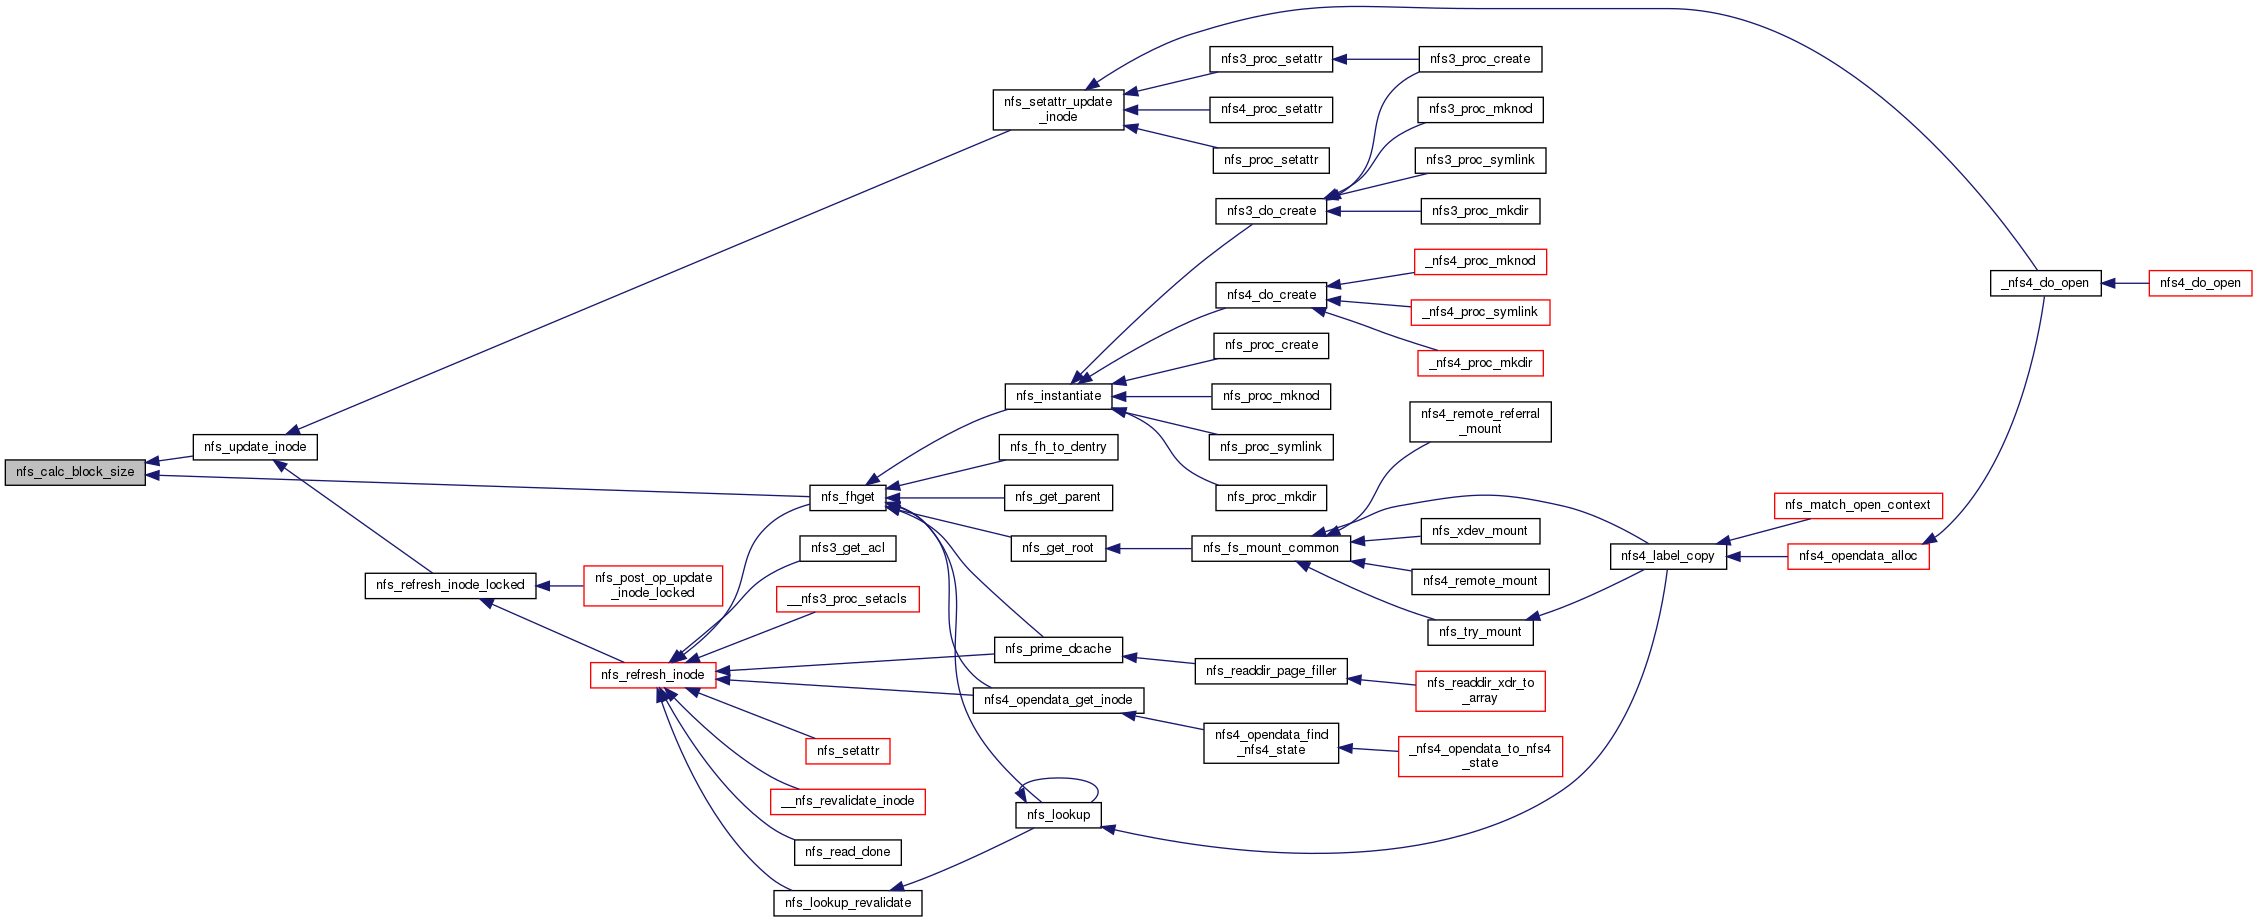 nfs_calc_block_size
nfs_update_inode
nfs_refresh_inode_locked
nfs_post_op_update
_inode_locked
nfs_refresh_inode
nfs_fhget
nfs3_get_acl
__nfs3_proc_setacls
nfs_setattr
__nfs_revalidate_inode
nfs_read_done
nfs_lookup_revalidate
nfs_setattr_update
_inode
nfs_instantiate
nfs_fh_to_dentry
nfs_get_parent
nfs_get_root
nfs_prime_dcache
nfs4_opendata_get_inode
nfs_lookup
nfs3_proc_setattr
nfs4_proc_setattr
nfs_proc_setattr
nfs3_do_create
nfs4_do_create
nfs_proc_create
nfs_proc_mknod
nfs_proc_symlink
nfs_proc_mkdir
nfs_fs_mount_common
nfs_readdir_page_filler
nfs4_opendata_find
_nfs4_state
nfs3_proc_create
nfs3_proc_mknod
nfs3_proc_symlink
nfs3_proc_mkdir
_nfs4_proc_mknod
_nfs4_proc_symlink
_nfs4_proc_mkdir
nfs4_remote_referral
_mount
nfs_xdev_mount
nfs4_remote_mount
nfs_try_mount
nfs_readdir_xdr_to
_array
_nfs4_opendata_to_nfs4
_state
nfs4_label_copy
nfs_match_open_context
nfs4_opendata_alloc
_nfs4_do_open
nfs4_do_open